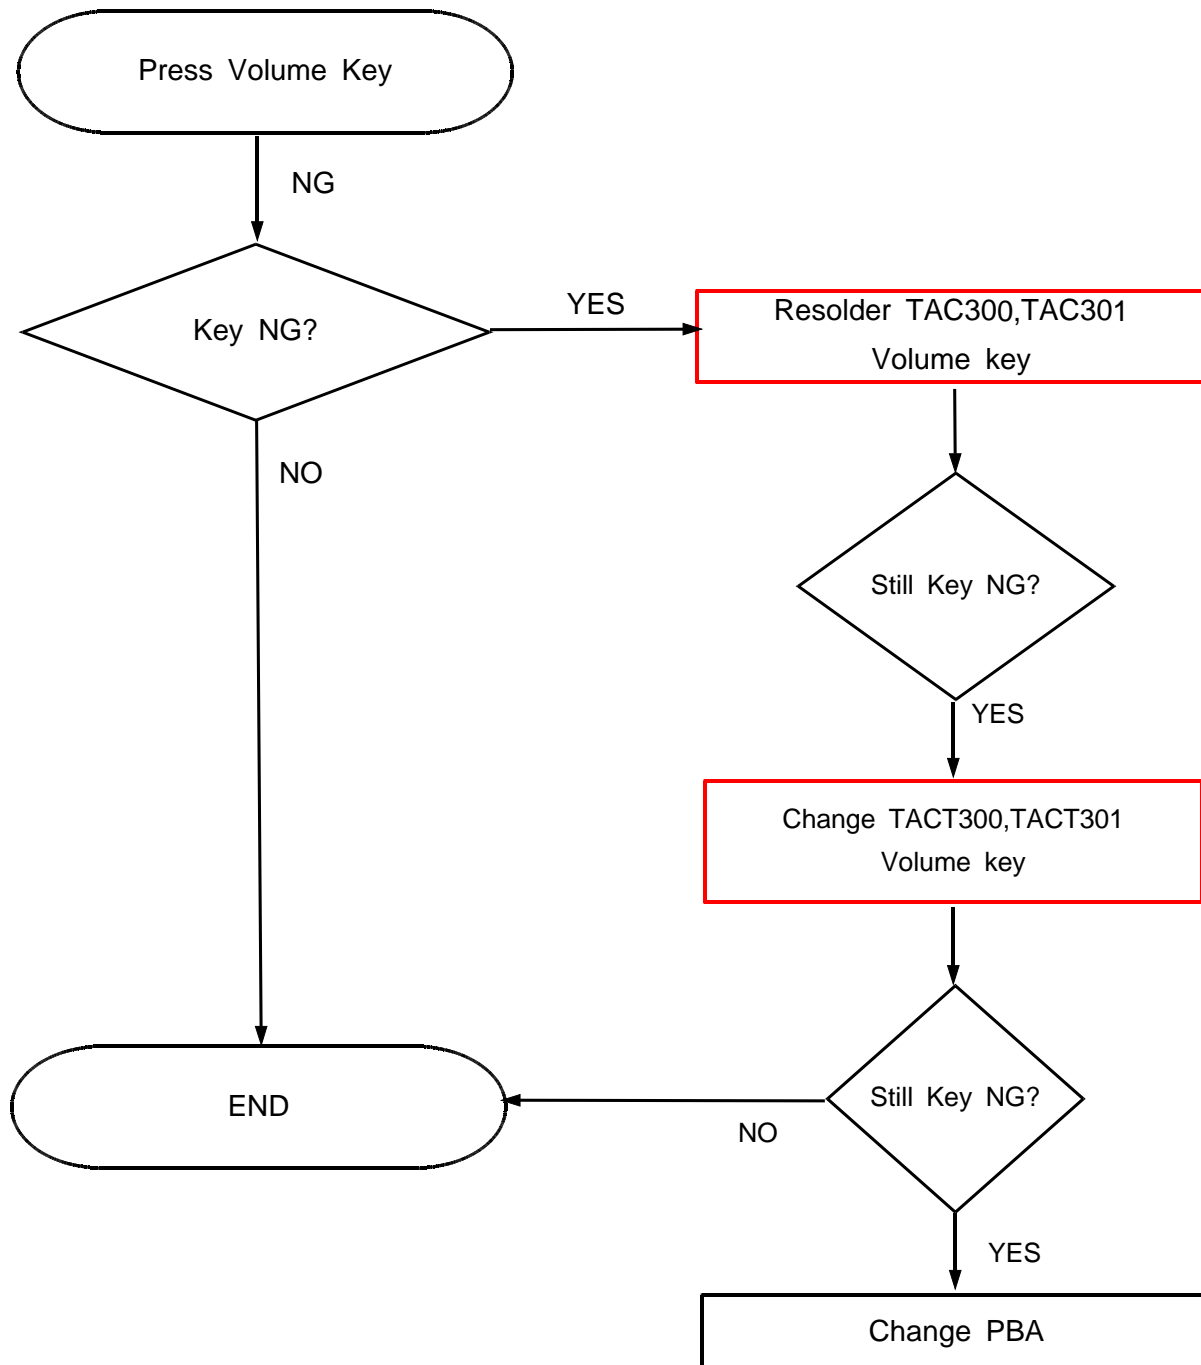 Press Volume Key
NG
Key NG?
YES
Resolder TAC300,TAC301
Volume key
NO
Still Key NG?
YES
Change TACT300,TACT301
Volume key
Still Key NG?
NO
END
YES
Change PBA